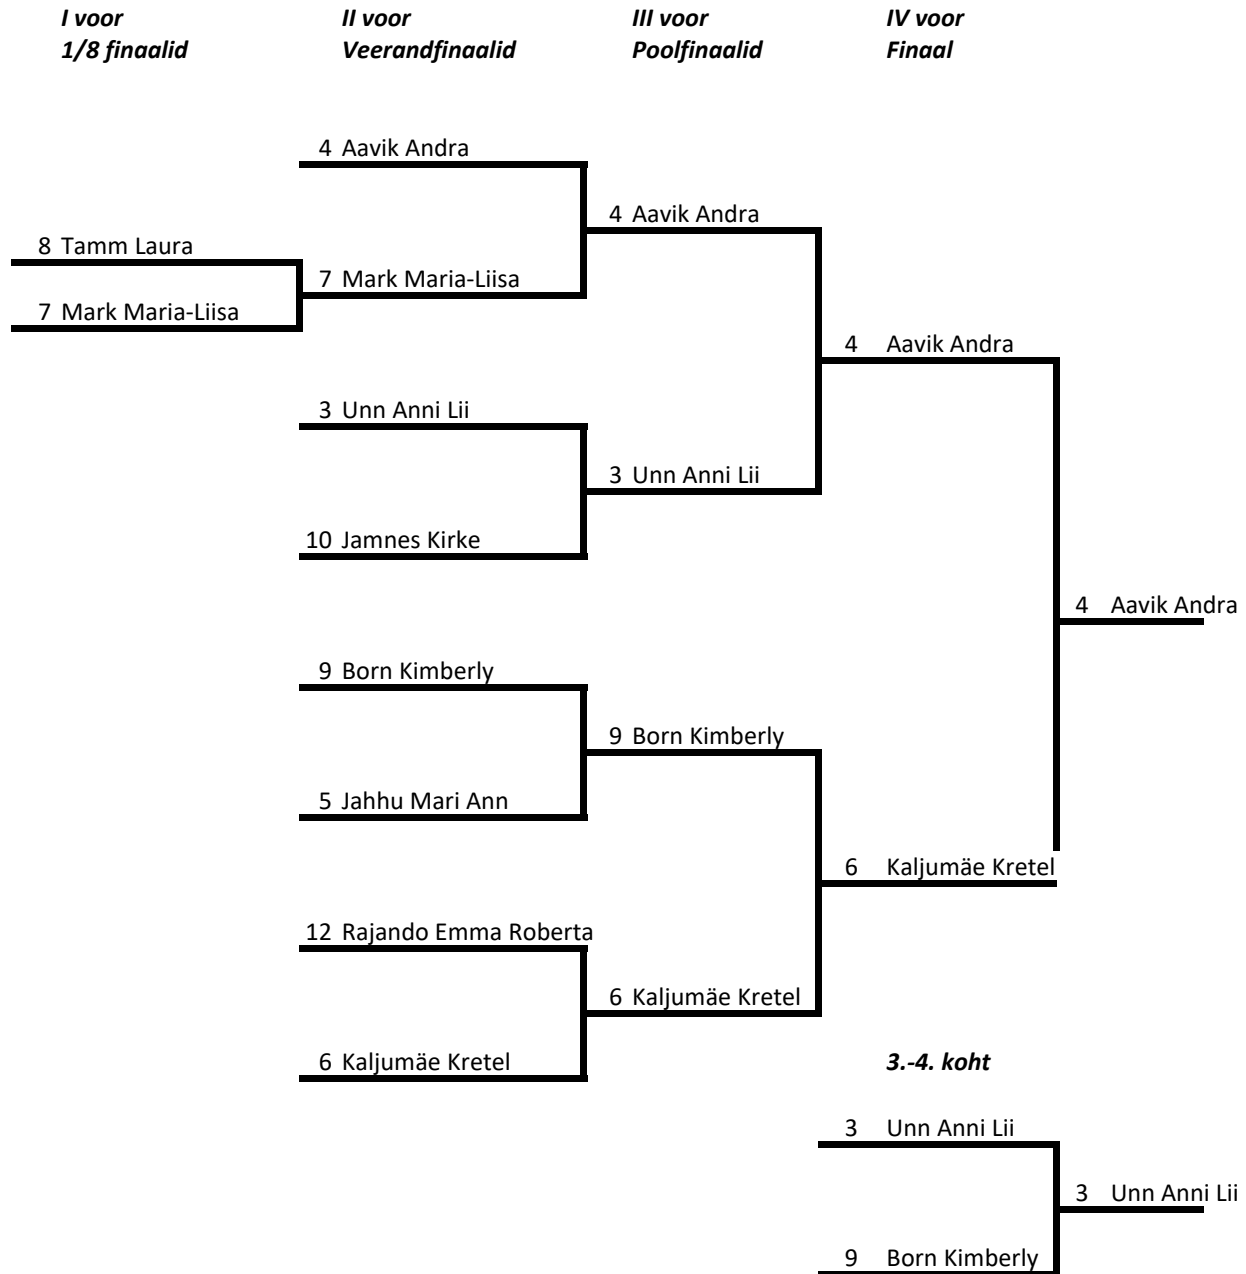 I voor II voor III voor IV voor
1/8 finaalid Veerandfinaalid Poolfinaalid Finaal
4 Aavik Andra
4 Aavik Andra
8 Tamm Laura
7 Mark Maria-Liisa
7 Mark Maria-Liisa
4 Aavik Andra
3 Unn Anni Lii
3 Unn Anni Lii
10 Jamnes Kirke
4 Aavik Andra
9 Born Kimberly
9 Born Kimberly
5 Jahhu Mari Ann
6 Kaljumäe Kretel
12 Rajando Emma Roberta
6 Kaljumäe Kretel
6 Kaljumäe Kretel
3.-4. koht
3 Unn Anni Lii
3 Unn Anni Lii
9 Born Kimberly